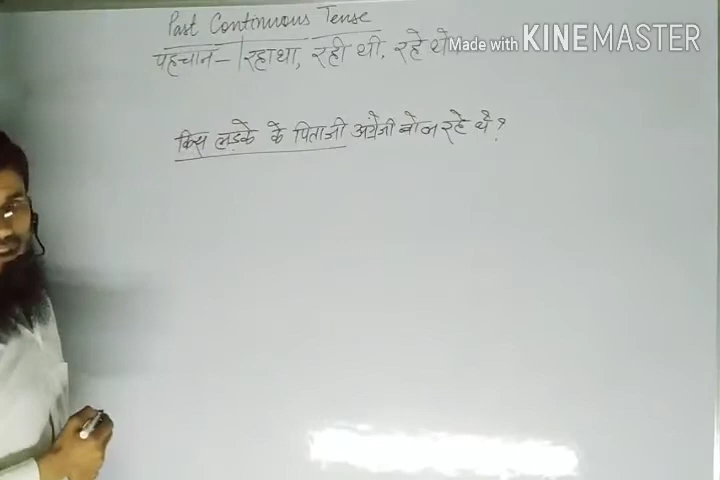 Past Continuous Tense
पहचान - रहा था, रही थी, रहे थे
Made with KINEMASTER
किस लड़के के पिताजी अंग्रेजी बोल रहे थे?